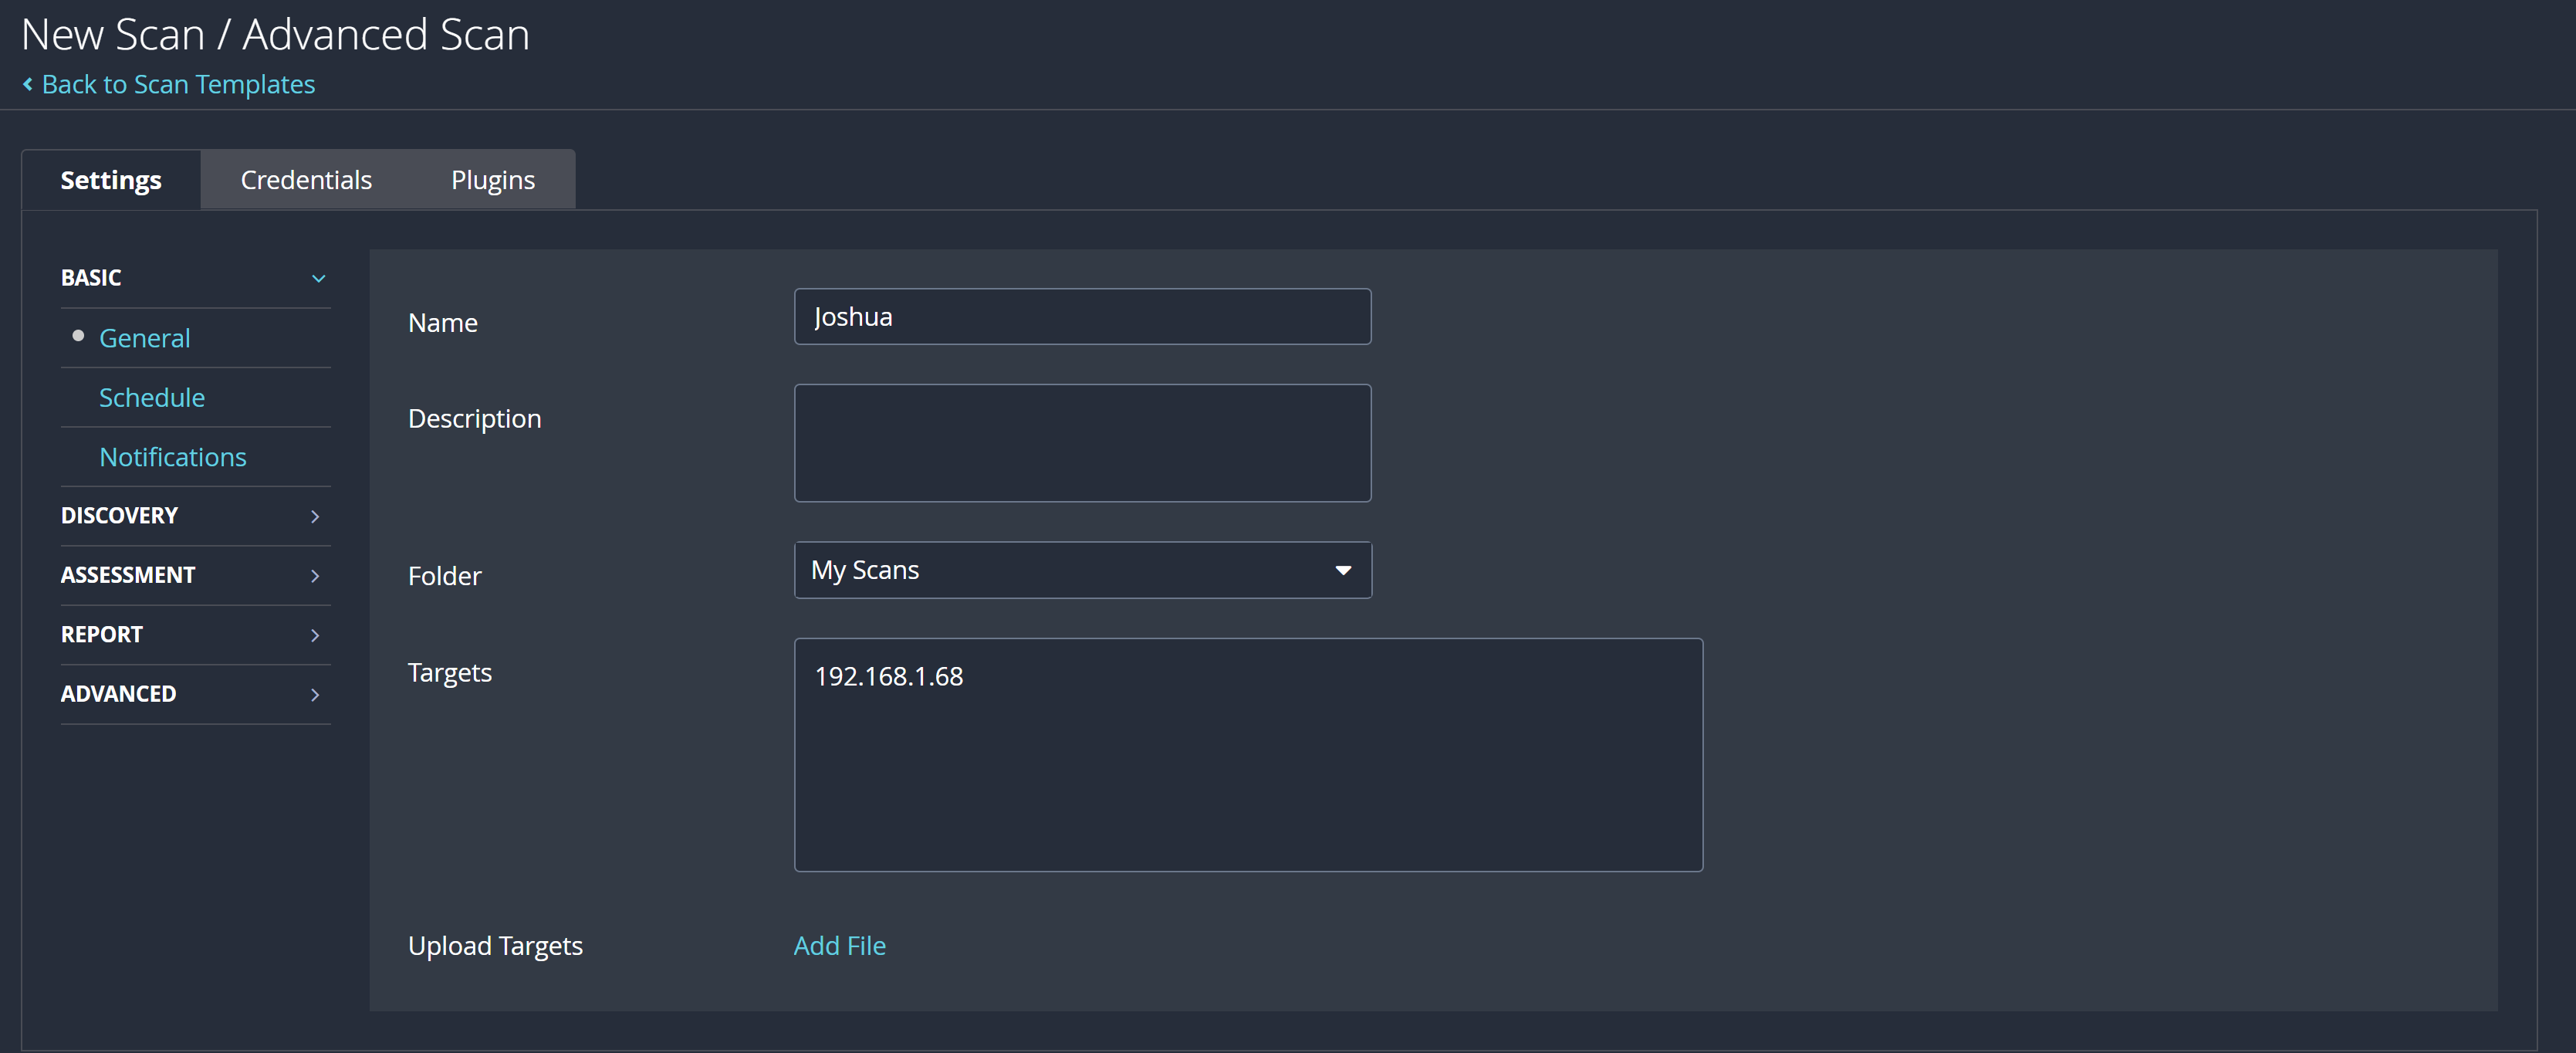 New Scan / Advanced Scan
Back to Scan Templates
Settings Credentials Plugins
BASIC
General
Schedule
Notifications
DISCOVERY
ASSESSMENT
REPORT
ADVANCED
Name Joshua
Description
Folder My Scans
Targets 192.168.1.68
Upload Targets Add File